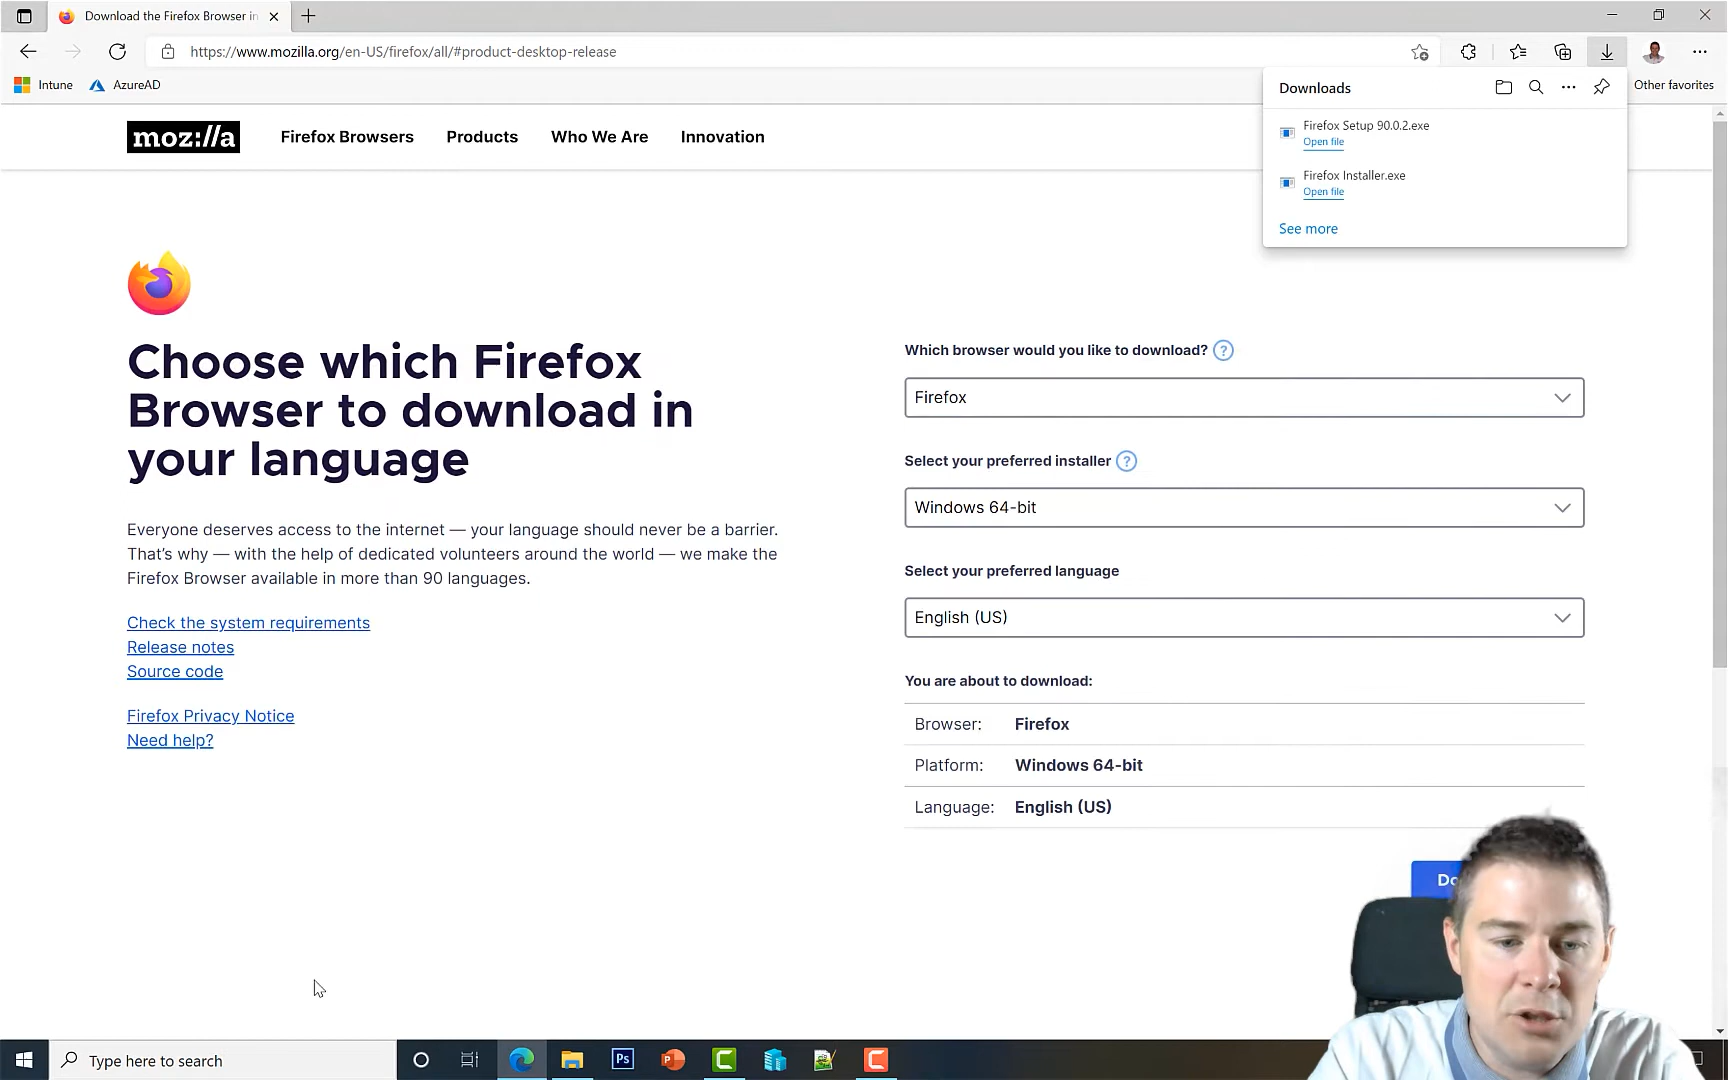 Download the Firefox Browser in
https://www.mozilla.org/en-US/firefox/all/#product-desktop-release
Intune
AzureAD
Other favorites
Downloads
Firefox Setup 90.0.2.exe
Open file
Firefox Installer.exe
Open file
See more
moz://a
Firefox Browsers
Products
Who We Are
Innovation
Choose which Firefox
Browser to download in
your language
Everyone deserves access to the internet — your language should never be a barrier.
That’s why — with the help of dedicated volunteers around the world — we make the
Firefox Browser available in more than 90 languages.
Check the system requirements
Release notes
Source code
Firefox Privacy Notice
Need help?
Which browser would you like to download? ?
Firefox
Select your preferred installer ?
Windows 64-bit
Select your preferred language
English (US)
You are about to download:
Browser: Firefox
Platform: Windows 64-bit
Language: English (US)
Type here to search
Ps